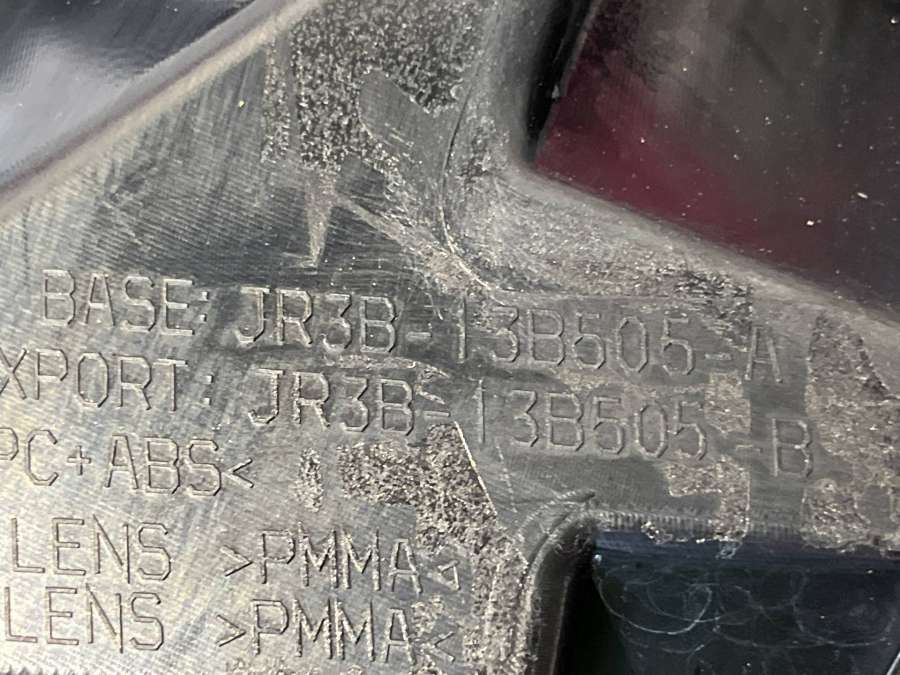 BASE: JR3B-13B505-A
XPORT: JR3B-13B505-B
PC+ABS<
LENS >PMMA<
LENS >PMMA<